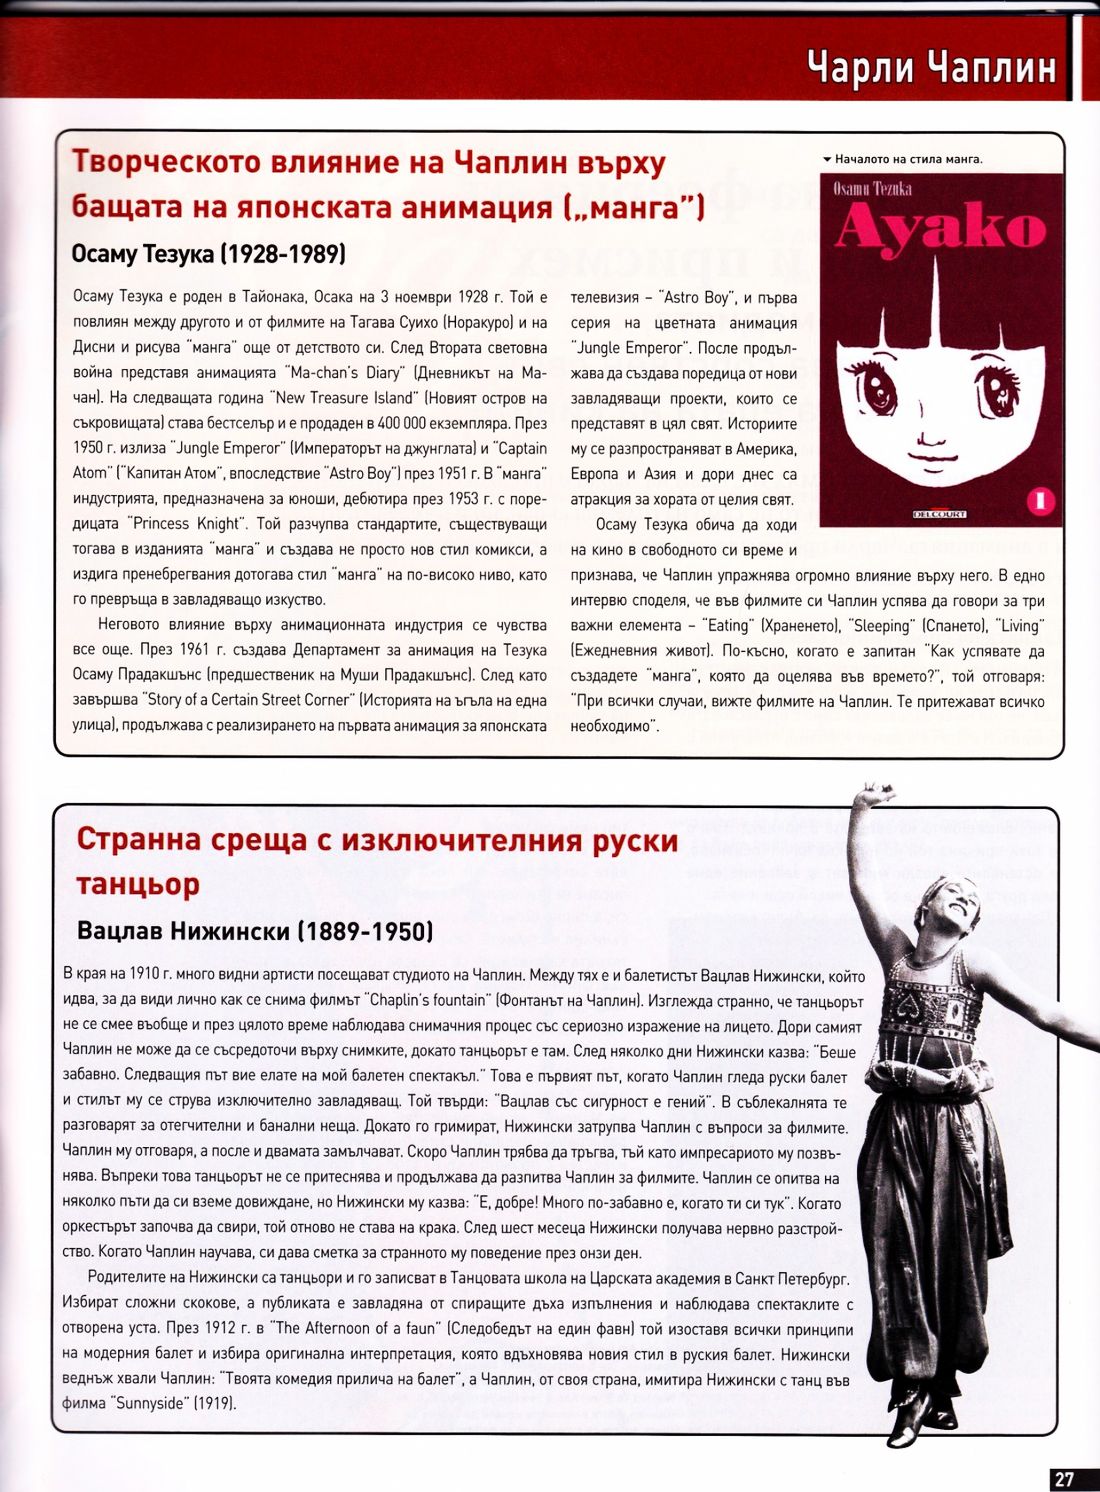 Чарли Чаплин
Творческото влияние на Чаплин върху
бащата на японската анимация („манга”)
Осаму Тезука (1928-1989)
Осаму Тезука е роден в Тайонака, Осака на 3 ноември 1928 г. Той е
повлиян между другото и от филмите на Тагава Суихо (Норакуро) и на
Дисни и рисува “манга” още от детството си. След Втората световна
война представя анимацията “Ma-chan’s Diary” (Дневникът на Ма-
чан). На следващата година “New Treasure Island” (Новият остров на
съкровищата) става бестселър и е продаден в 400 000 екземпляра. През
1950 г. излиза “Jungle Emperor” (Императорът на джунглата) и “Captain
Atom” (“Капитан Атом”, впоследствие “Astro Boy”) през 1951 г. В “манга”
индустрията, предназначена за юноши, дебютира през 1953 г. с поре-
дицата “Princess Knight”. Той разчупва стандартите, съществуващи
тогава в изданията “манга” и създава не просто нов стил комикси, а
издига пренебрегвания дотогава стил “манга” на по-високо ниво, като
го превръща в завладяващо изкуство.
Неговото влияние върху анимационната индустрия се чувства
все още. През 1961 г. създава Департамент за анимация на Тезука
Осаму Прадакшънс (предшественик на Муши Прадакшънс). След като
завършва “Story of a Certain Street Corner” (Историята на ъгъла на една
улица), продължава с реализирането на първата анимация за японската
телевизия – “Astro Boy”, и първа
серия на цветната анимация
“Jungle Emperor”. После продъл-
жава да създава поредица от нови
завладяващи проекти, които се
представят в цял свят. Историите
му се разпространяват в Америка,
Европа и Азия и дори днес са
атракция за хората от целия свят.
Осаму Тезука обича да ходи
на кино в свободното си време и
признава, че Чаплин упражнява огромно влияние върху него. В едно
интервю споделя, че във филмите си Чаплин успява да говори за три
важни елемента – “Eating” (Храненето), “Sleeping” (Спането), “Living”
(Ежедневния живот). По-късно, когато е запитан “Как успявате да
създадете “манга”, която да оцелява във времето?”, той отговаря:
“При всички случаи, вижте филмите на Чаплин. Те притежават всичко
необходимо”.
Началото на стила манга.
Osamu Tezuka
Ayako
1
DELCOURT
Странна среща с изключителния руски
танцьор
Вацлав Нижински (1889-1950)
В края на 1910 г. много видни артисти посещават студиото на Чаплин. Между тях е и балетистът Вацлав Нижински, който
идва, за да види лично как се снима филмът “Chaplin’s fountain” (Фонтанът на Чаплин). Изглежда странно, че танцьорът
не се смее въобще и през цялото време наблюдава снимачния процес със сериозно изражение на лицето. Дори самият
Чаплин не може да се съсредоточи върху снимките, докато танцьорът е там. След няколко дни Нижински казва: “Беше
забавно. Следващия път вие елате на мой балетен спектакъл.” Това е първият път, когато Чаплин гледа руски балет
и стилът му се струва изключително завладяващ. Той твърди: “Вацлав със сигурност е гений”. В съблекалнята те
разговарят за отегчителни и банални неща. Докато го гримират, Нижински затрупва Чаплин с въпроси за филмите.
Чаплин му отговаря, а после и двамата замълчават. Скоро Чаплин трябва да тръгва, тъй като импресариото му позвъ-
нява. Въпреки това танцьорът не се притеснява и продължава да разпитва Чаплин за филмите. Чаплин се опитва на
няколко пъти да си вземе довиждане, но Нижински му казва: “Е, добре! Много по-забавно е, когато ти си тук”. Когато
оркестърът започва да свири, той отново не става на крака. След шест месеца Нижински получава нервно разстрой-
ство. Когато Чаплин научава, си дава сметка за странното му поведение през онзи ден.
Родителите на Нижински са танцьори и го записват в Танцовата школа на Царската академия в Санкт Петербург.
Избират сложни скокове, а публиката е завладяна от спиращите дъха изпълнения и наблюдава спектаклите с
отворена уста. През 1912 г. в “The Afternoon of a faun” (Следобедът на един фавн) той изоставя всички принципи
на модерния балет и избира оригинална интерпретация, която вдъхновява новия стил в руския балет. Нижински
веднъж хвали Чаплин: “Твоята комедия прилича на балет”, а Чаплин, от своя страна, имитира Нижински с танц във
филма “Sunnyside” (1919).
27